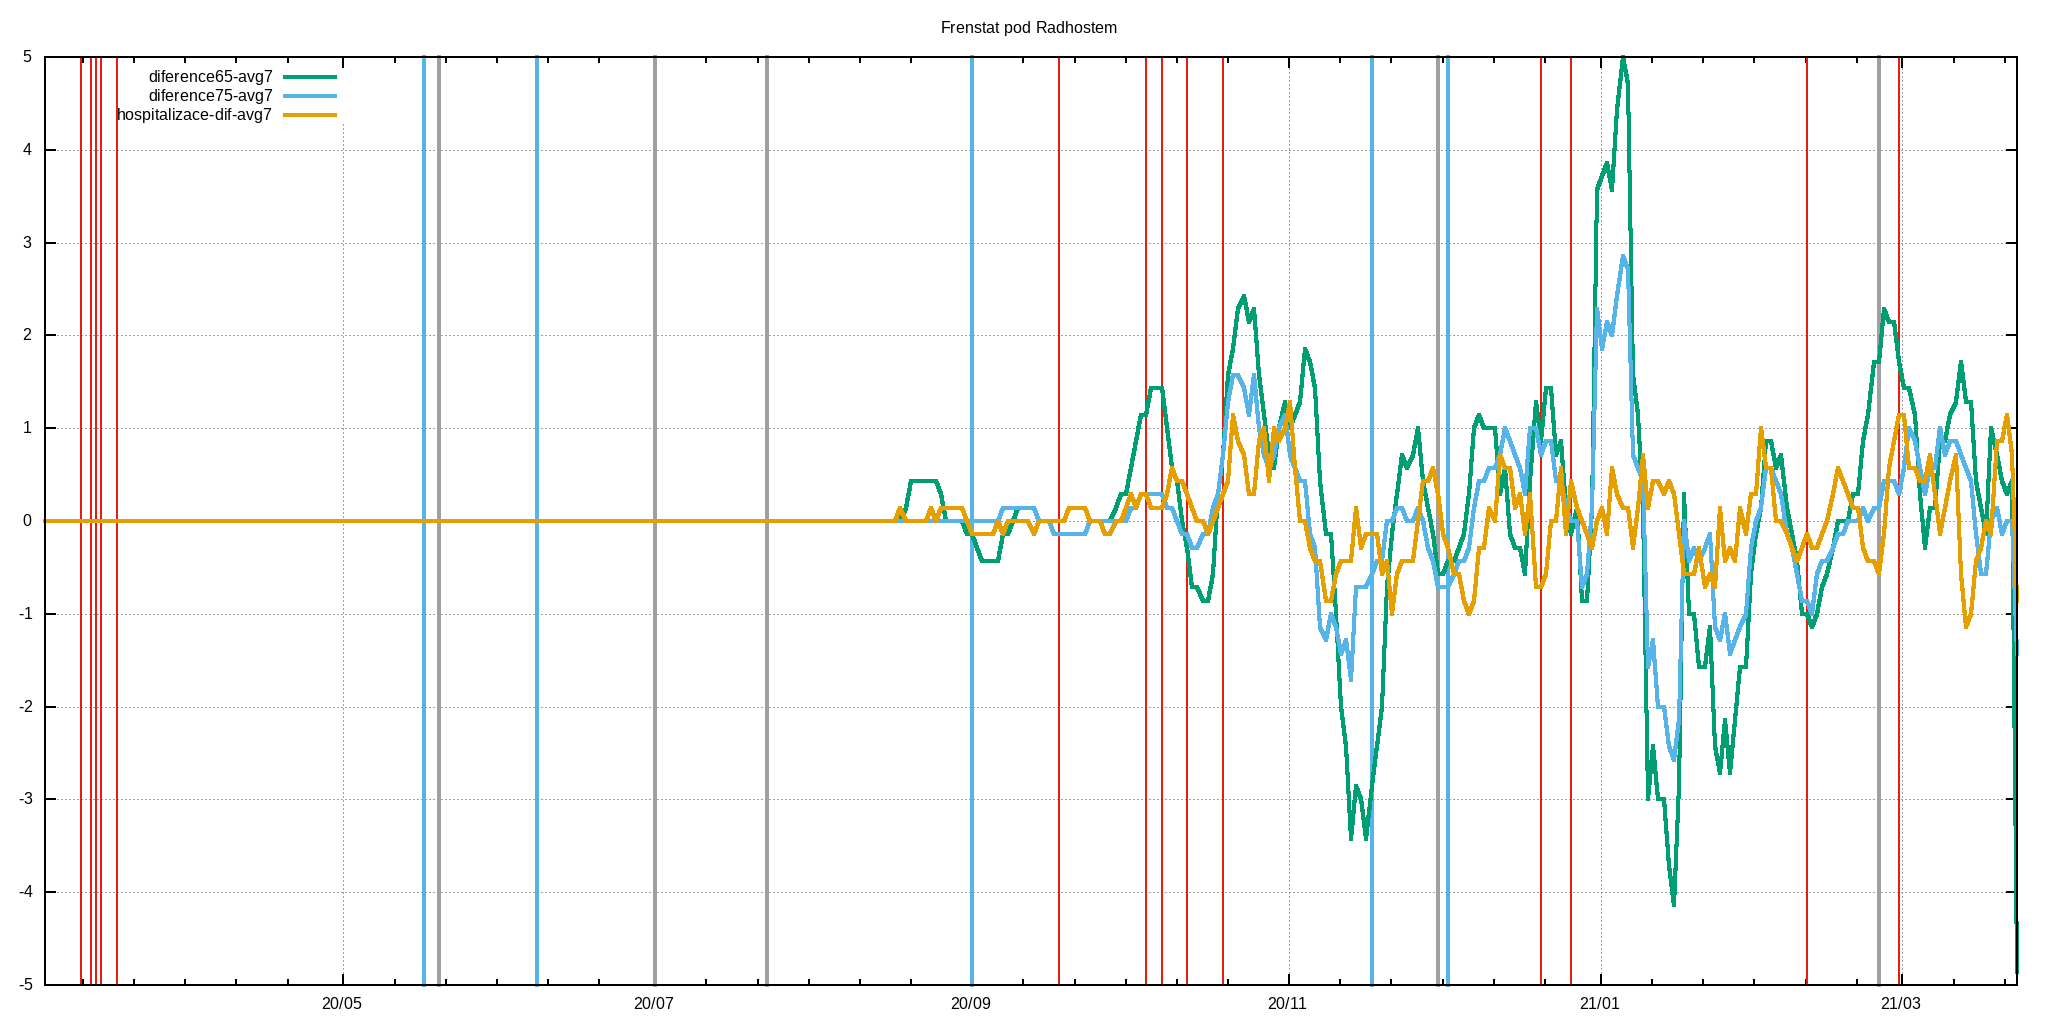 Frenstat pod Radhostem
diference65-avg7
diference75-avg7
hospitalizace-dif-avg7
5
4
3
2
1
0
-1
-2
-3
-4
-5
20/05 20/07 20/09 20/11 21/01 21/03